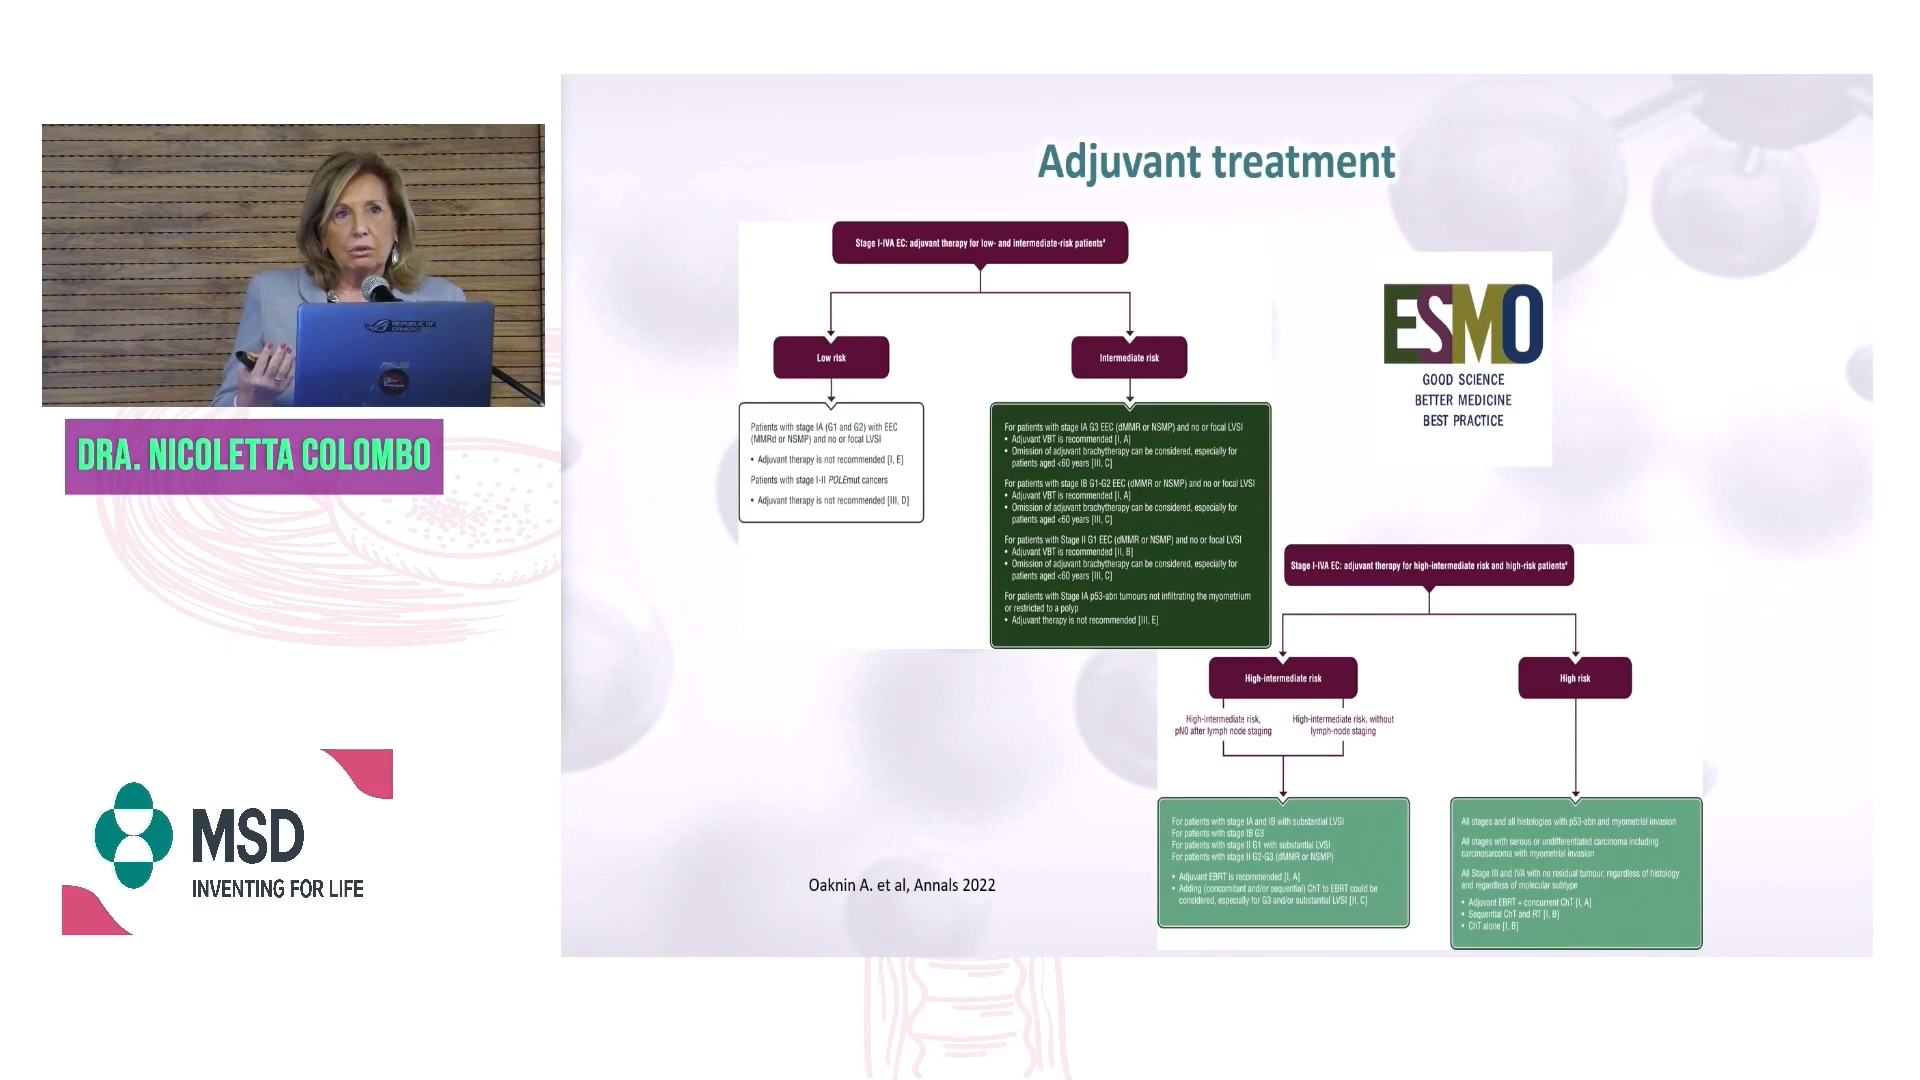 Adjuvant treatment
Stage I-IVA EC: adjuvant therapy for low- and intermediate-risk patientsª
Low risk
Intermediate risk
Patients with stage IA (G1 and G2) with EEC
(MMRd or NSMP) and no or focal LVSI
• Adjuvant therapy is not recommended [I, E]
Patients with stage I-II POLEmut cancers
• Adjuvant therapy is not recommended [III, D]
For patients with stage IA G3 EEC (dMMR or NSMP) and no or focal LVSI
• Adjuvant VBT is recommended [I, A]
• Omission of adjuvant brachytherapy can be considered, especially for
patients aged <60 years [III, C]
For patients with stage IB G1-G2 EEC (dMMR or NSMP) and no or focal LVSI
• Adjuvant VBT is recommended [I, A]
• Omission of adjuvant brachytherapy can be considered, especially for
patients aged <60 years [III, C]
For patients with Stage II G1 EEC (dMMR or NSMP) and no or focal LVSI
• Adjuvant VBT is recommended [II, B]
• Omission of adjuvant brachytherapy can be considered, especially for
patients aged <60 years [III, C]
For patients with Stage IA p53-abn tumours not infiltrating the myometrium
or restricted to a polyp
• Adjuvant therapy is not recommended [III, E]
ESMO
GOOD SCIENCE
BETTER MEDICINE
BEST PRACTICE
Stage I-IVA EC: adjuvant therapy for high-intermediate risk and high-risk patientsª
High-intermediate risk
High risk
High-intermediate risk,
pN0 after lymph node staging
High-intermediate risk, without
lymph-node staging
For patients with stage IA and IB with substantial LVSI
For patients with stage IB G3
For patients with stage II G1 with substantial LVSI
For patients with stage II G2-G3 (dMMR or NSMP)
• Adjuvant EBRT is recommended [I, A]
• Adding (concomitant and/or sequential) ChT to EBRT could be
considered, especially for G3 and/or substantial LVSI [II, C]
All stages and all histologies with p53-abn and myometrial invasion
All stages with serous or undifferentiated carcinoma including
carcinosarcoma with myometrial invasion
All Stage III and IVA with no residual tumour, regardless of histology
and regardless of molecular subtype
• Adjuvant EBRT + concurrent ChT [I, A]
• Sequential ChT and RT [I, B]
• ChT alone [I, B]
Oaknin A. et al, Annals 2022
REPUBLIC OF
GAMERS
DRA. NICOLETTA COLOMBO
MSD
INVENTING FOR LIFE